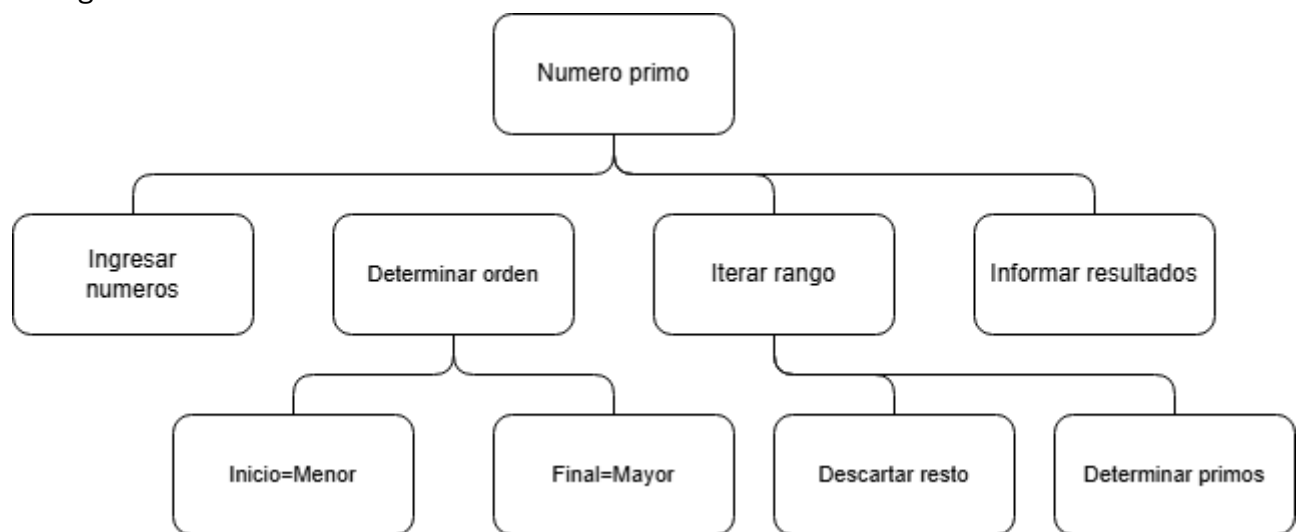 Numero primo
Ingresar
numeros
Determinar orden
Iterar rango
Informar resultados
Inicio=Menor
Final=Mayor
Descartar resto
Determinar primos